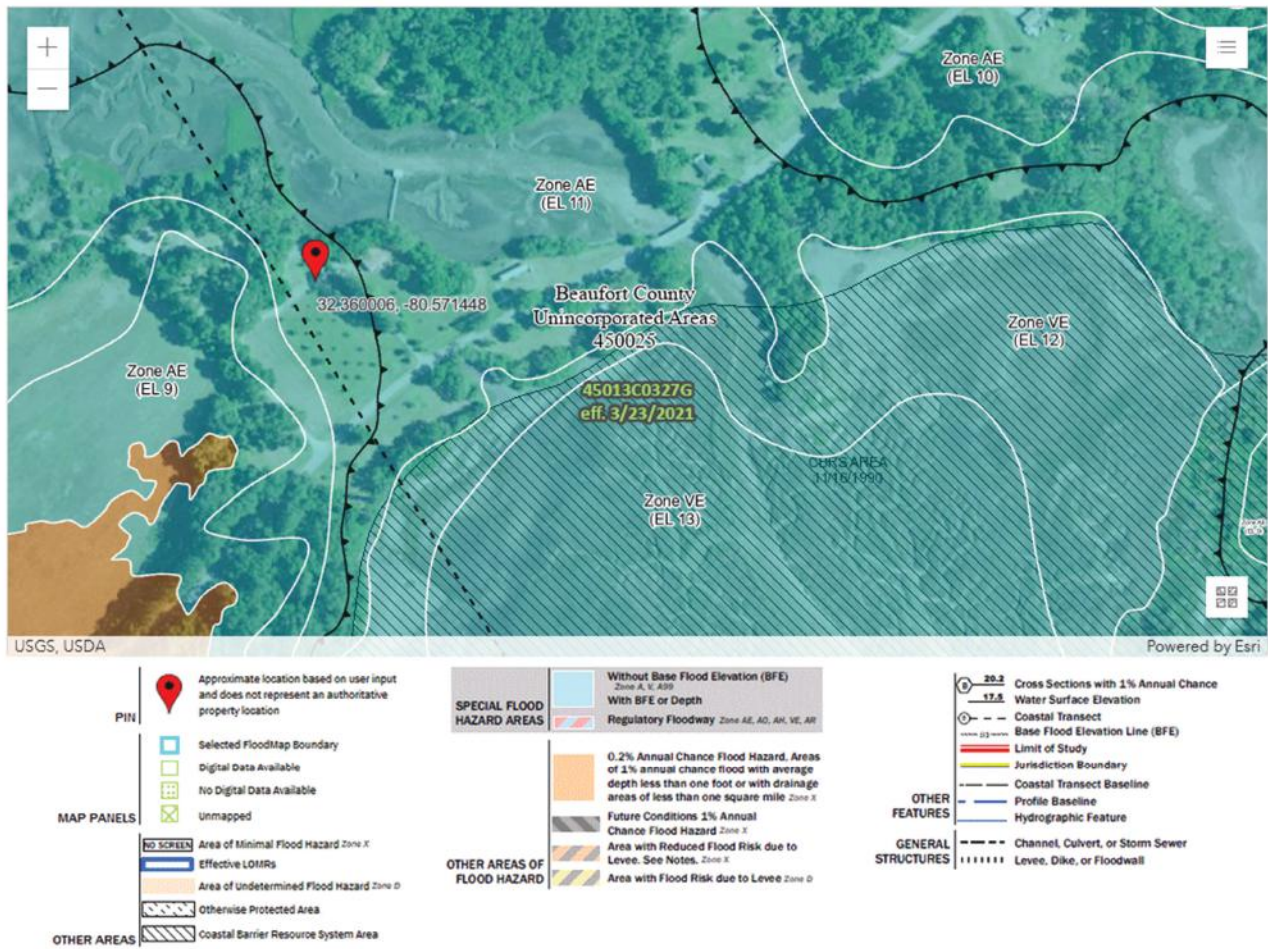 +
−
Zone AE
(EL 10)
Zone AE
(EL 11)
32.360006, -80.571448
Beaufort County
Unincorporated Areas
450025
Zone VE
(EL 12)
Zone AE
(EL 9)
45013C0327G
eff. 3/23/2021
CBRS AREA
11/16/1990
Zone VE
(EL 13)
USGS, USDA
Powered by Esri
PIN
Approximate location based on user input
and does not represent an authoritative
property location
MAP PANELS
Selected FloodMap Boundary
Digital Data Available
No Digital Data Available
Unmapped
OTHER AREAS
NO SCREEN Area of Minimal Flood Hazard Zone X
Effective LOMRs
Area of Undetermined Flood Hazard Zone D
Otherwise Protected Area
Coastal Barrier Resource System Area
SPECIAL FLOOD
HAZARD AREAS
Without Base Flood Elevation (BFE)
Zone A, V, A99
With BFE or Depth
Regulatory Floodway Zone AE, AO, AH, VE, AR
OTHER AREAS OF
FLOOD HAZARD
0.2% Annual Chance Flood Hazard, Areas
of 1% annual chance flood with average
depth less than one foot or with drainage
areas of less than one square mile Zone X
Future Conditions 1% Annual
Chance Flood Hazard Zone X
Area with Reduced Flood Risk due to
Levee. See Notes. Zone X
Area with Flood Risk due to Levee Zone D
OTHER
FEATURES
20.2 Cross Sections with 1% Annual Chance
17.5 Water Surface Elevation
Coastal Transect
Base Flood Elevation Line (BFE)
Limit of Study
Jurisdiction Boundary
Coastal Transect Baseline
Profile Baseline
Hydrographic Feature
GENERAL
STRUCTURES
Channel, Culvert, or Storm Sewer
Levee, Dike, or Floodwall